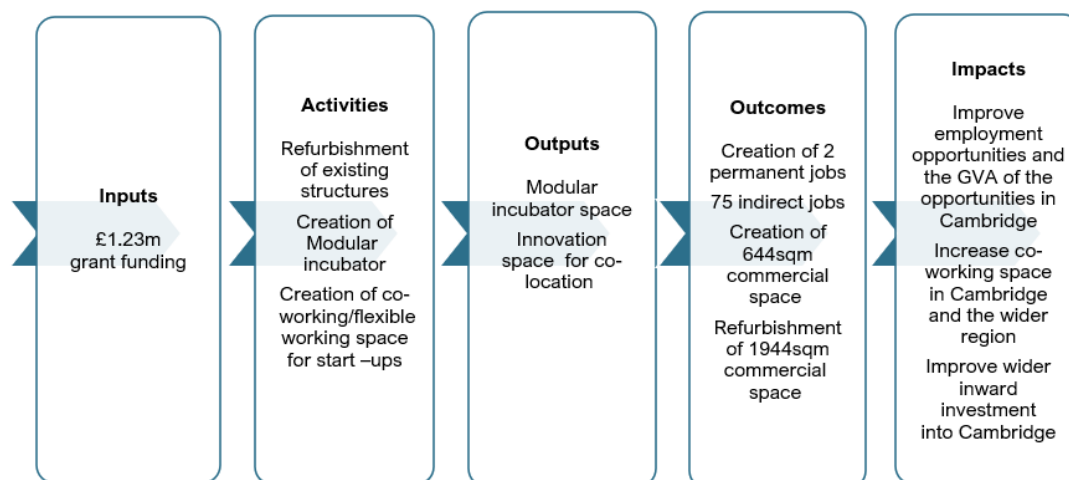 Inputs
£1.23m
grant funding
Activities
Refurbishment
of existing
structures
Creation of
Modular
incubator
Creation of co-
working/flexible
working space
for start –ups
Outputs
Modular
incubator space
Innovation
space for co-
location
Outcomes
Creation of 2
permanent jobs
75 indirect jobs
Creation of
644sqm
commercial
space
Refurbishment
of 1944sqm
commercial
space
Impacts
Improve
employment
opportunities and
the GVA of the
opportunities in
Cambridge
Increase co-
working space
in Cambridge
and the wider
region
Improve wider
inward
investment
into Cambridge